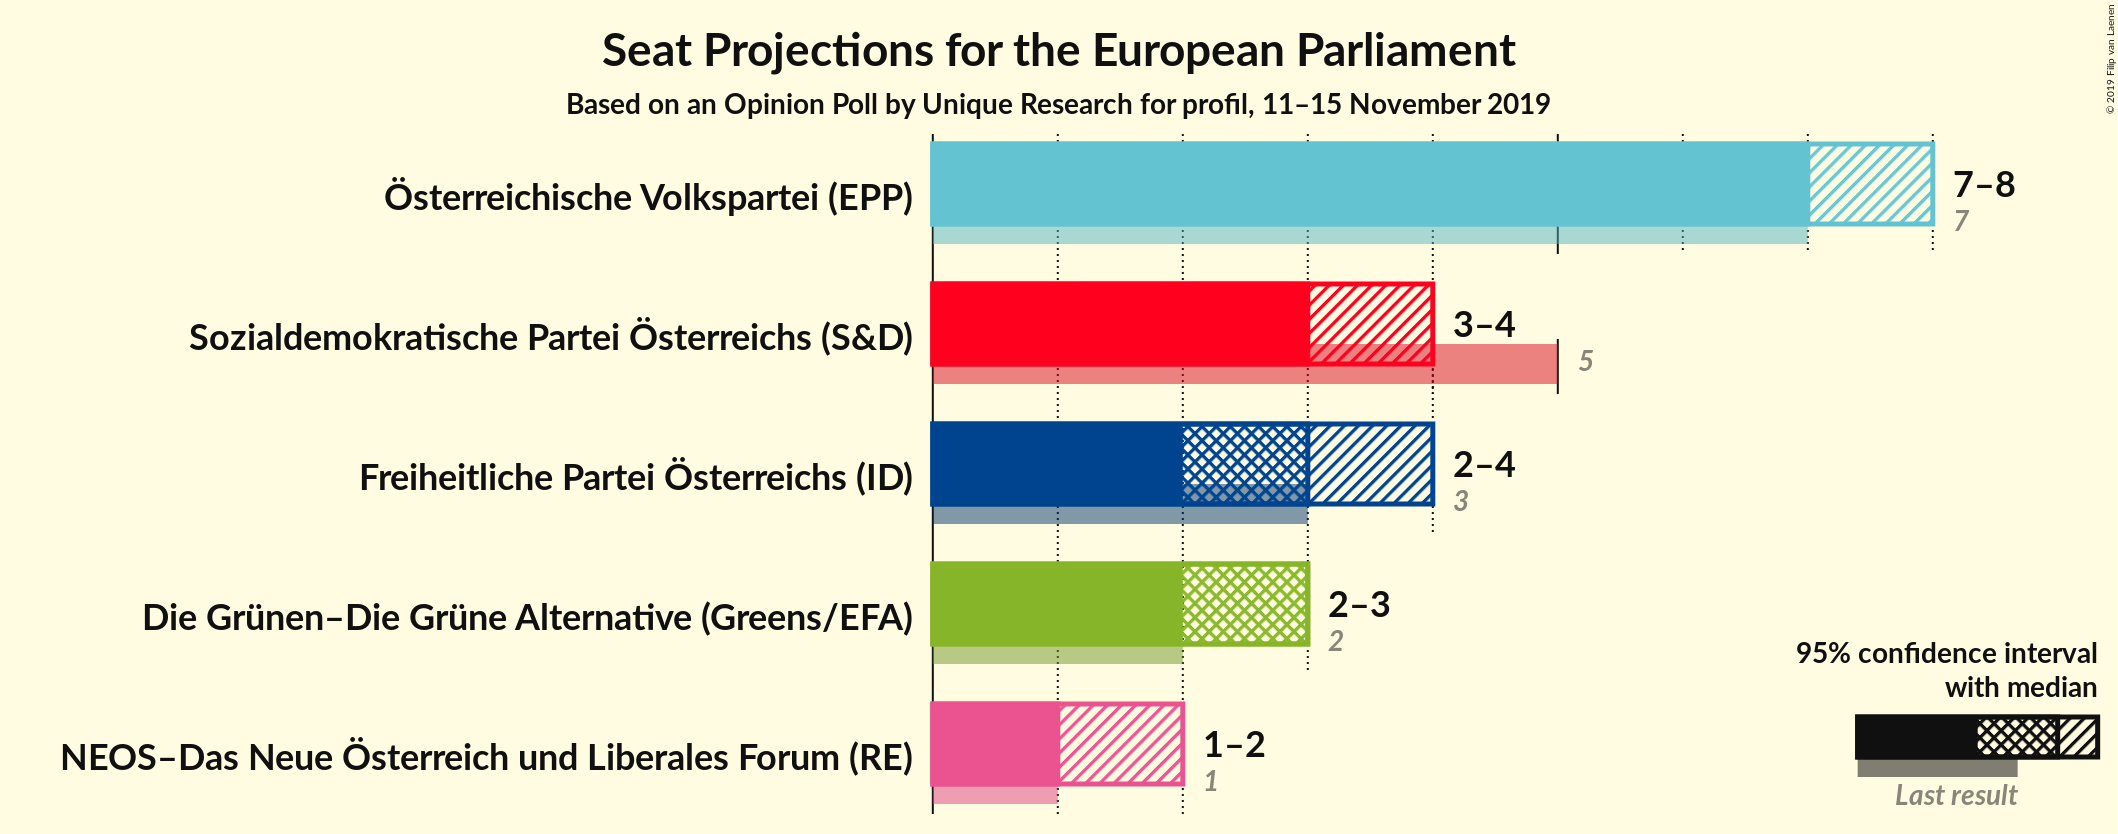 Seat Projections for the European Parliament
Based on an Opinion Poll by Unique Research for profil, 11–15 November 2019
© 2019 Filip van Laenen
Österreichische Volkspartei (EPP)
7–8
7
Sozialdemokratische Partei Österreichs (S&D)
3–4
5
Freiheitliche Partei Österreichs (ID)
2–4
3
Die Grünen–Die Grüne Alternative (Greens/EFA)
2–3
2
NEOS–Das Neue Österreich und Liberales Forum (RE)
1–2
1
95% confidence interval
with median
Last result